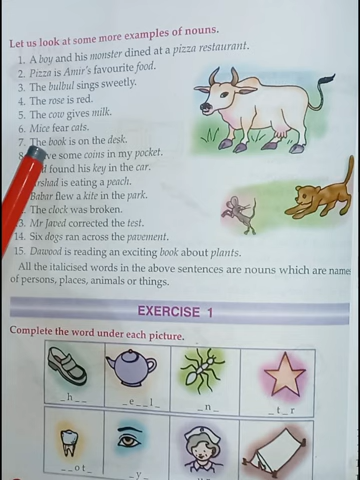 Let us look at some more examples of nouns.
1. A boy and his monster dined at a pizza restaurant.
2. Pizza is Amir's favourite food.
3. The bulbul sings sweetly.
4. The rose is red.
5. The cow gives milk.
6. Mice fear cats.
7. The book is on the desk.
8. ve some coins in my pocket.
found his key in the car.
rshad is eating a peach.
Babar flew a kite in the park.
The clock was broken.
3. Mr Javed corrected the test.
14. Six dogs ran across the pavement.
15. Dawood is reading an exciting book about plants.
All the italicised words in the above sentences are nouns which are name
of persons, places, animals or things.
EXERCISE 1
Complete the word under each picture.
_h__ _e_l_ _n_ _t_r
__ot_ _y_